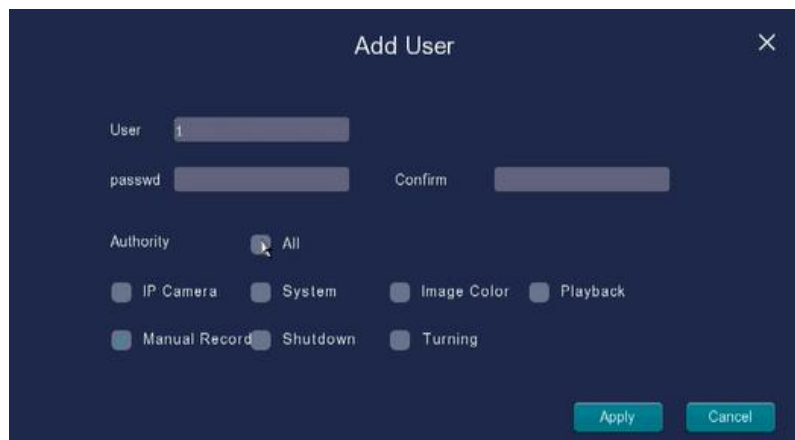 Add User
User 1
passwd Confirm
Authority All
IP Camera System Image Color Playback
Manual Record Shutdown Turning
Apply Cancel